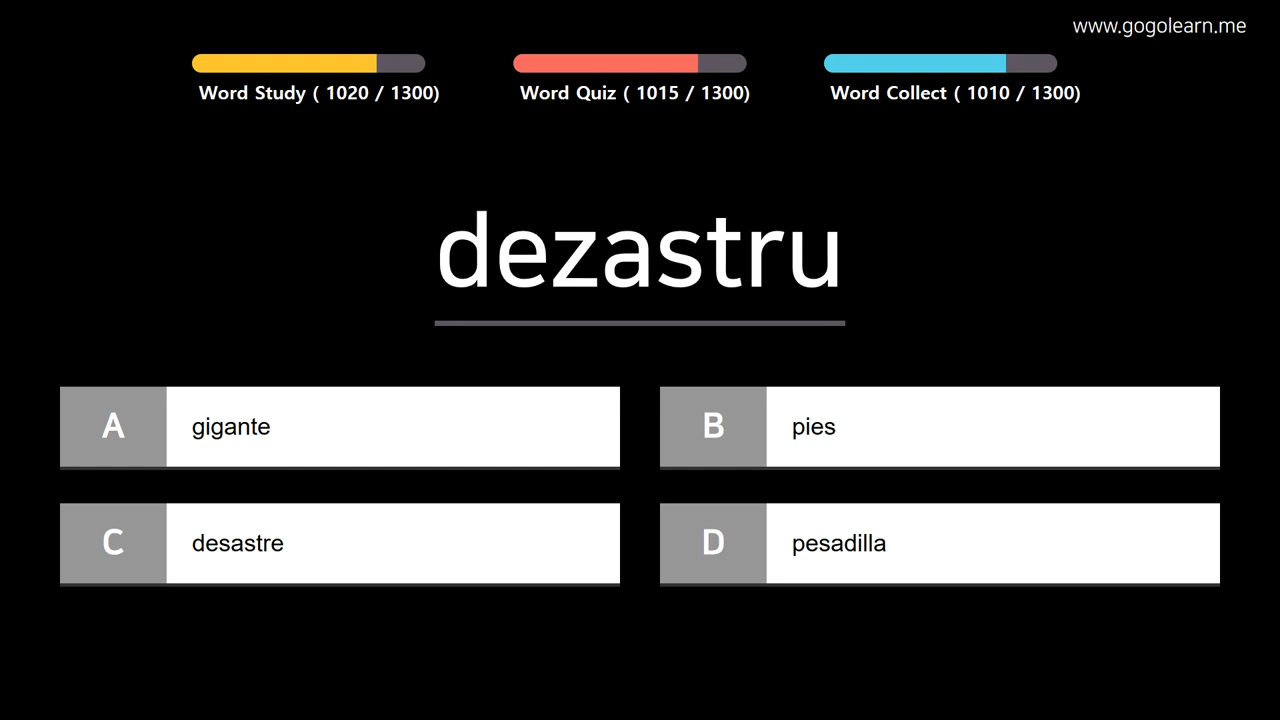 www.gogolearn.me
Word Study ( 1020 / 1300)
Word Quiz ( 1015 / 1300)
Word Collect ( 1010 / 1300)
dezastru
A gigante
B pies
C desastre
D pesadilla